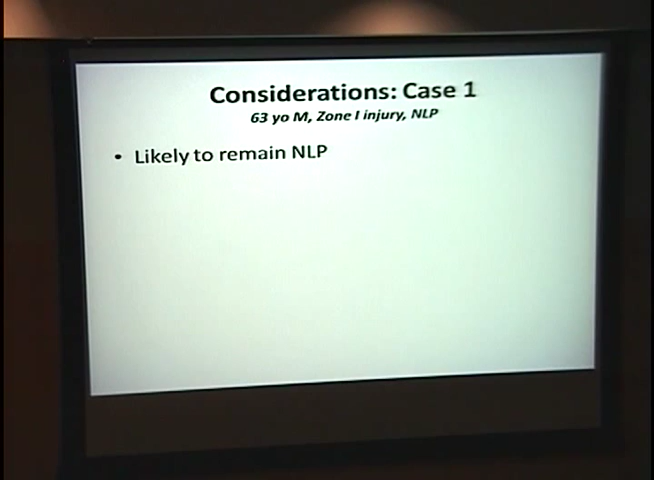 Considerations: Case 1
63 yo M, Zone I injury, NLP
• Likely to remain NLP